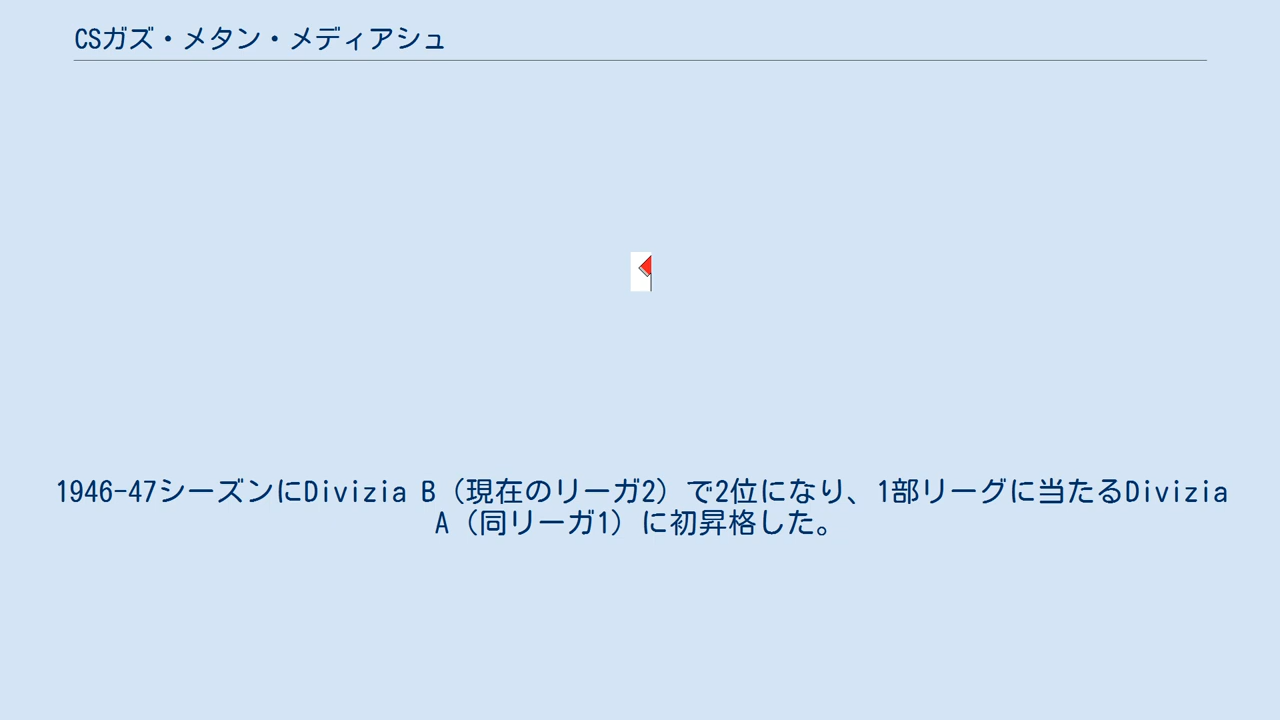 CSガズ・メタン・メディアシュ
1946-47シーズンにDivizia B（現在のリーガ2）で2位になり、1部リーグに当たるDivizia
A（同リーガ1）に初昇格した。